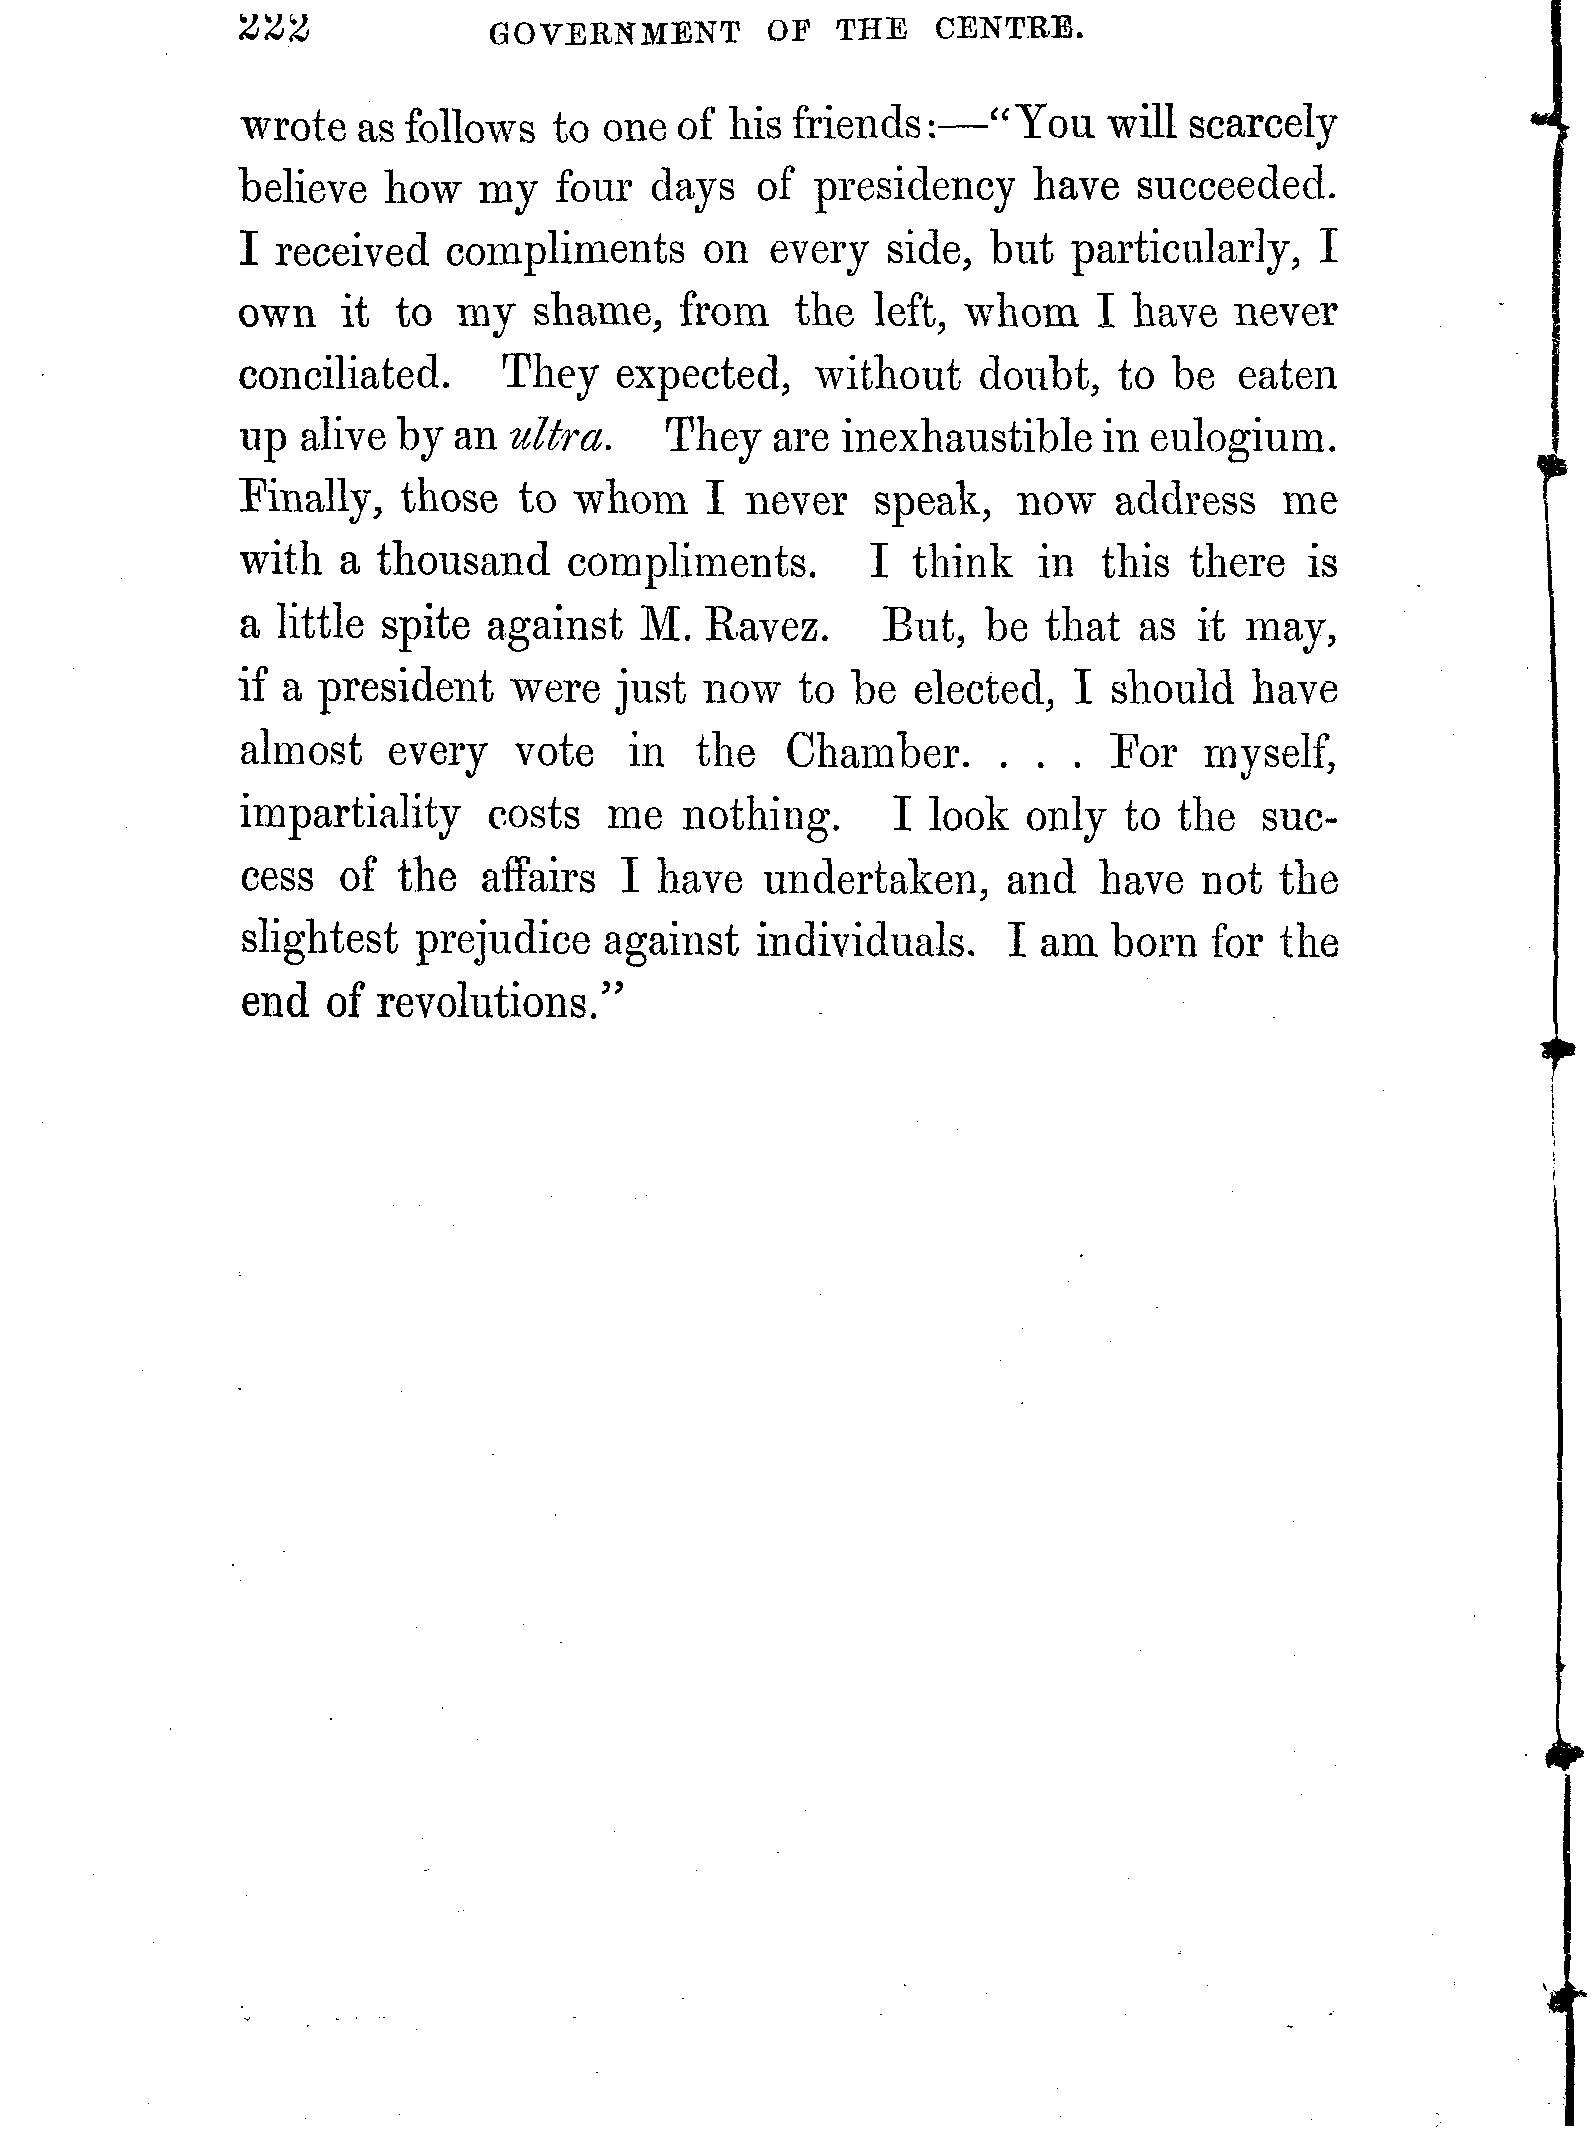 222 GOVERNMENT OF THE CENTRE.
wrote as follows to one of his friends:—"You will scarcely
believe how my four days of presidency have succeeded.
I received compliments on every side, but particularly, I
own it to my shame, from the left, whom I have never
conciliated. They expected, without doubt, to be eaten
up alive by an ultra. They are inexhaustible in eulogium.
Finally, those to whom I never speak, now address me
with a thousand compliments. I think in this there is
a little spite against M. Ravez. But, be that as it may,
if a president were just now to be elected, I should have
almost every vote in the Chamber. . . . For myself,
impartiality costs me nothing. I look only to the suc-
cess of the affairs I have undertaken, and have not the
slightest prejudice against individuals. I am born for the
end of revolutions."